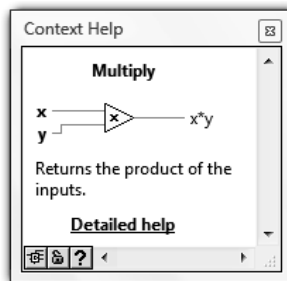 Context Help
Multiply
x
y
x
x*y
Returns the product of the
inputs.
Detailed help
?